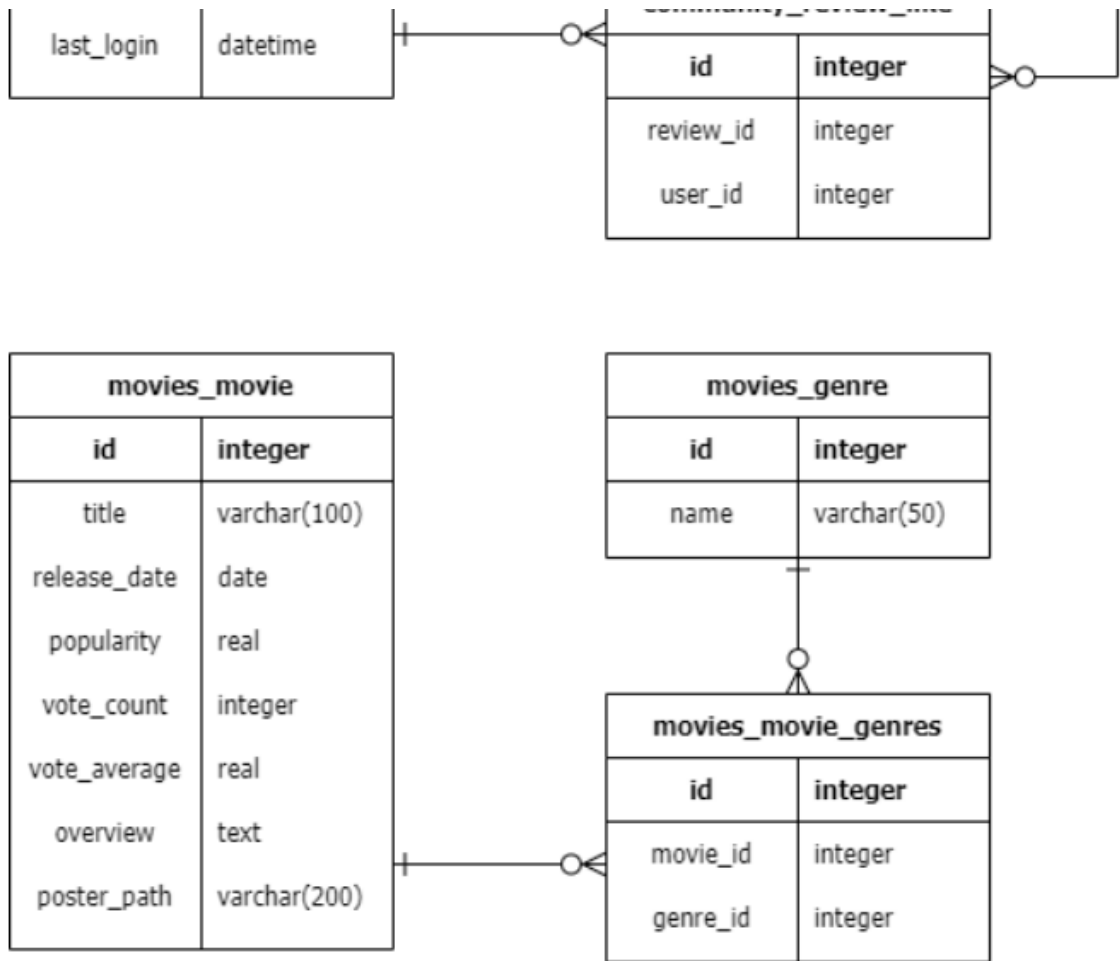 last_login datetime
id integer
review_id integer
user_id integer
movies_movie
id integer
title varchar(100)
release_date date
popularity real
vote_count integer
vote_average real
overview text
poster_path varchar(200)
movies_genre
id integer
name varchar(50)
movies_movie_genres
id integer
movie_id integer
genre_id integer